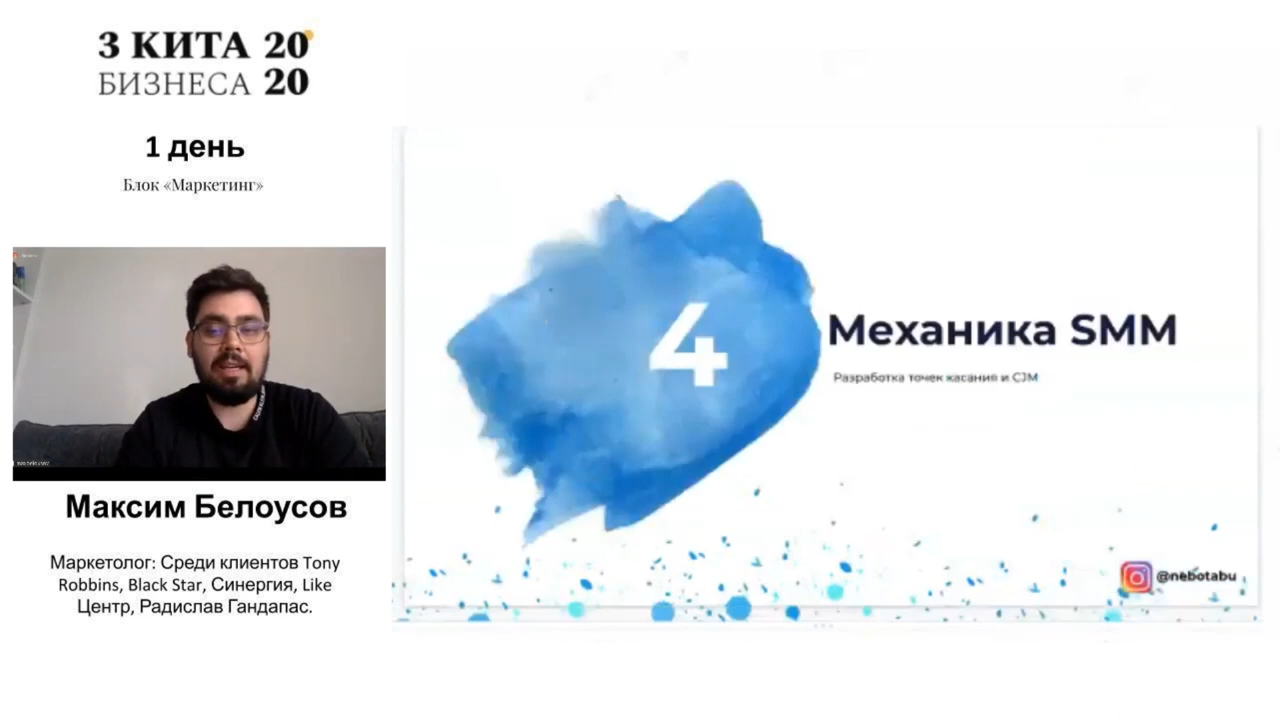 3 КИТА 20
БИЗНЕСА 20
1 день
Блок «Маркетинг»
Максим Белоусов
Маркетолог: Среди клиентов Tony
Robbins, Black Star, Синергия, Like
Центр, Радислав Гандапас.
4
Механика SMM
Разработка точек касания и CJM
@nebotabu